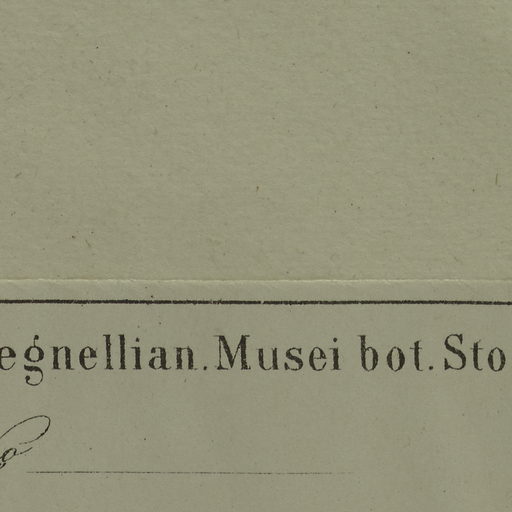 egnellian. Musei bot. Sto